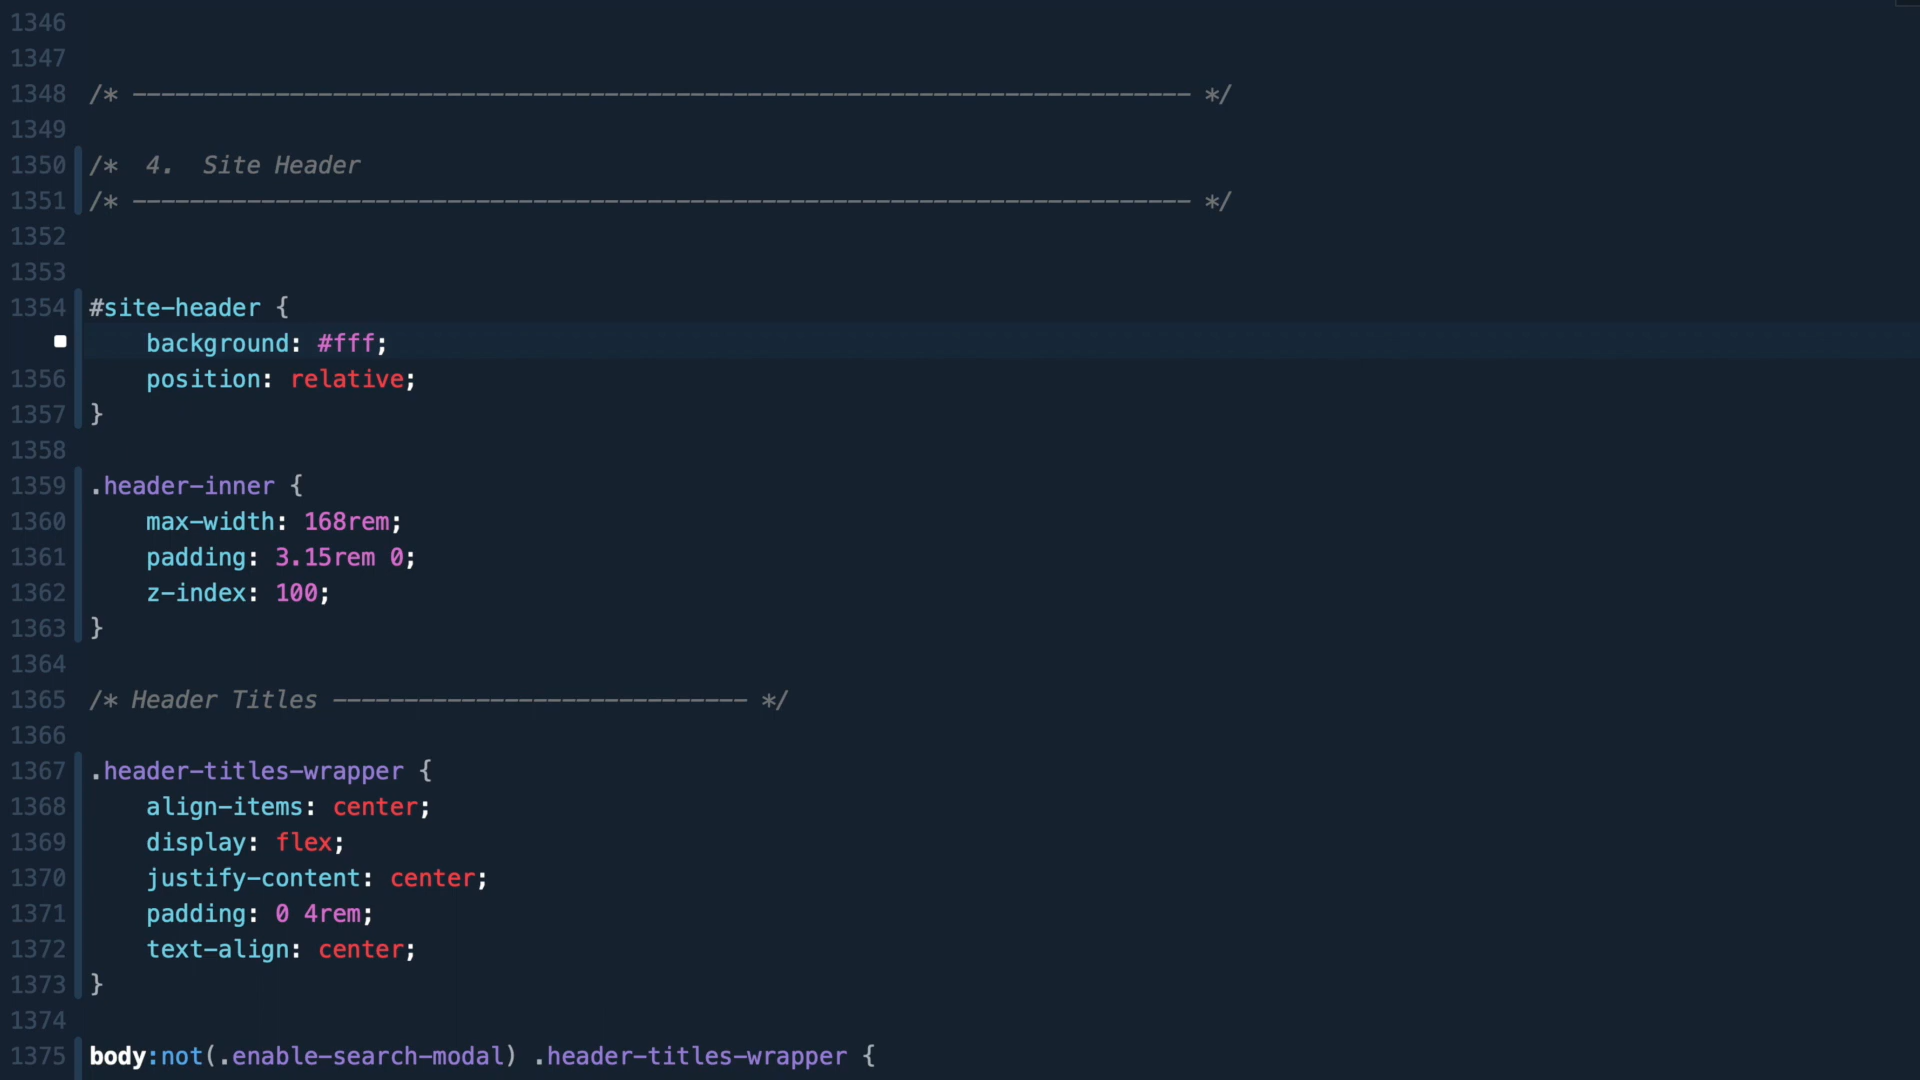 1346
1347
1348 /* -------------------------------------------------------------------------- */
1349
1350 /*  4.  Site Header
1351 /* -------------------------------------------------------------------------- */
1352
1353
1354 #site-header {
    background: #fff;
1356     position: relative;
1357 }
1358
1359 .header-inner {
1360     max-width: 168rem;
1361     padding: 3.15rem 0;
1362     z-index: 100;
1363 }
1364
1365 /* Header Titles ----------------------------- */
1366
1367 .header-titles-wrapper {
1368     align-items: center;
1369     display: flex;
1370     justify-content: center;
1371     padding: 0 4rem;
1372     text-align: center;
1373 }
1374
1375 body:not(.enable-search-modal) .header-titles-wrapper {